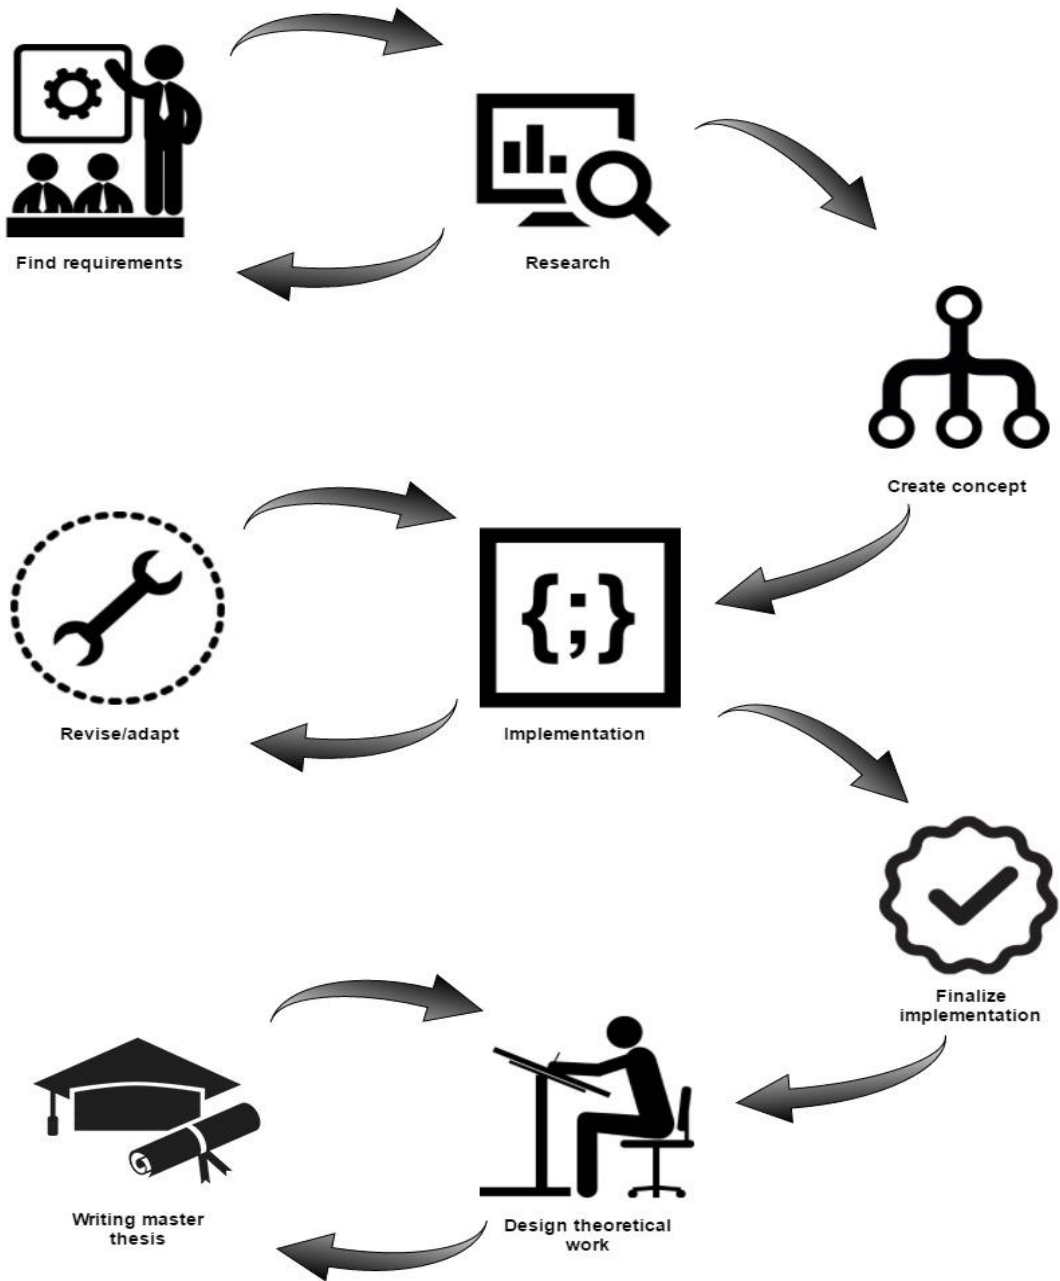 Find requirements
Research
Create concept
{;}
Revise/adapt
Implementation
Finalize
implementation
Writing master
thesis
Design theoretical
work